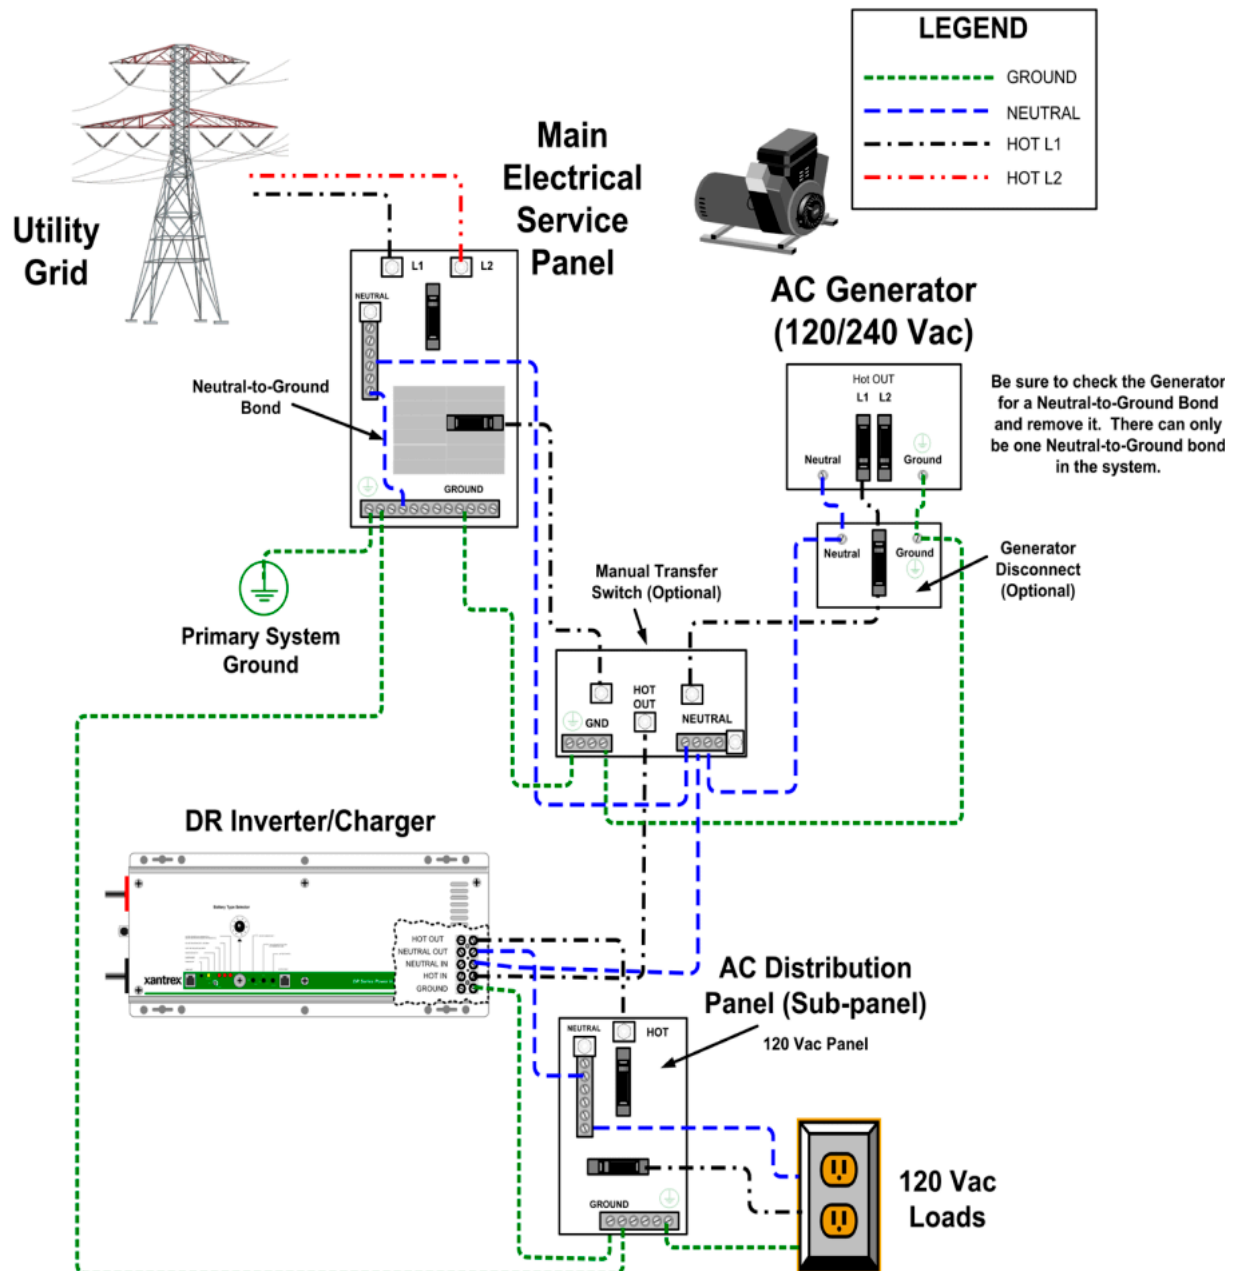 LEGEND
GROUND
NEUTRAL
HOT L1
HOT L2
Utility
Grid
Main
Electrical
Service
Panel
L1
L2
NEUTRAL
Neutral-to-Ground
Bond
GROUND
Primary System
Ground
AC Generator
(120/240 Vac)
Hot OUT
L1 L2
Neutral
Ground
Be sure to check the Generator
for a Neutral-to-Ground Bond
and remove it. There can only
be one Neutral-to-Ground bond
in the system.
Neutral
Ground
Generator
Disconnect
(Optional)
Manual Transfer
Switch (Optional)
HOT
OUT
GND
NEUTRAL
DR Inverter/Charger
Battery Type Selector
HOT OUT
NEUTRAL OUT
NEUTRAL IN
HOT IN
GROUND
xantrex
AC Distribution
Panel (Sub-panel)
120 Vac Panel
NEUTRAL
HOT
GROUND
120 Vac
Loads